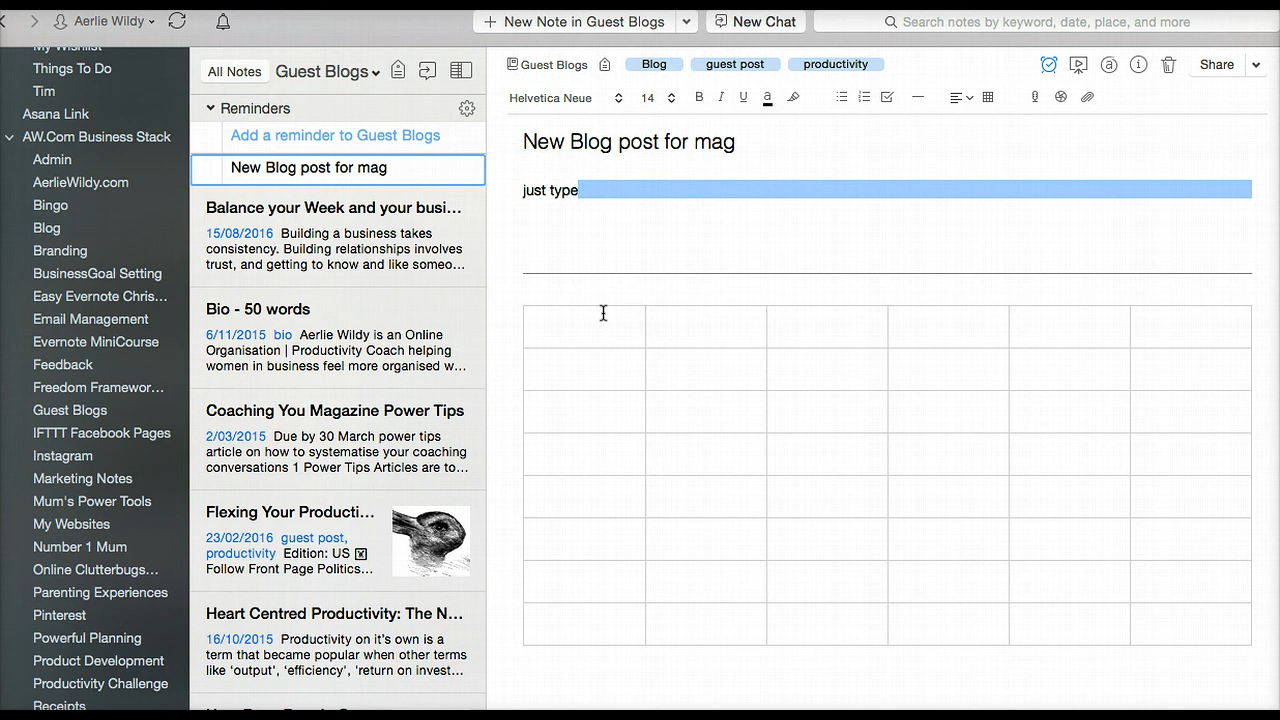 Aerlie Wildy
New Note in Guest Blogs
New Chat
Search notes by keyword, date, place, and more
My Wishlist
Things To Do
Tim
Asana Link
AW.Com Business Stack
Admin
AerlieWildy.com
Bingo
Blog
Branding
BusinessGoal Setting
Easy Evernote Chris...
Email Management
Evernote MiniCourse
Feedback
Freedom Framewor...
Guest Blogs
IFTTT Facebook Pages
Instagram
Marketing Notes
Mum's Power Tools
My Websites
Number 1 Mum
Online Clutterbugs...
Parenting Experiences
Pinterest
Powerful Planning
Product Development
Productivity Challenge
Receipts
All Notes
Guest Blogs
Reminders
Add a reminder to Guest Blogs
New Blog post for mag
Balance your Week and your busi...
15/08/2016 Building a business takes
consistency. Building relationships involves
trust, and getting to know and like someo...
Bio - 50 words
6/11/2015 bio Aerlie Wildy is an Online
Organisation | Productivity Coach helping
women in business feel more organised w...
Coaching You Magazine Power Tips
2/03/2015 Due by 30 March power tips
article on how to systematise your coaching
conversations 1 Power Tips Articles are to...
Flexing Your Producti...
23/02/2016 guest post,
productivity Edition: US
Follow Front Page Politics...
Heart Centred Productivity: The N...
16/10/2015 Productivity on it's own is a
term that became popular when other terms
like 'output', 'efficiency', 'return on invest...
Guest Blogs
Blog
guest post
productivity
Share
Helvetica Neue
14
B I U a
New Blog post for mag
just type